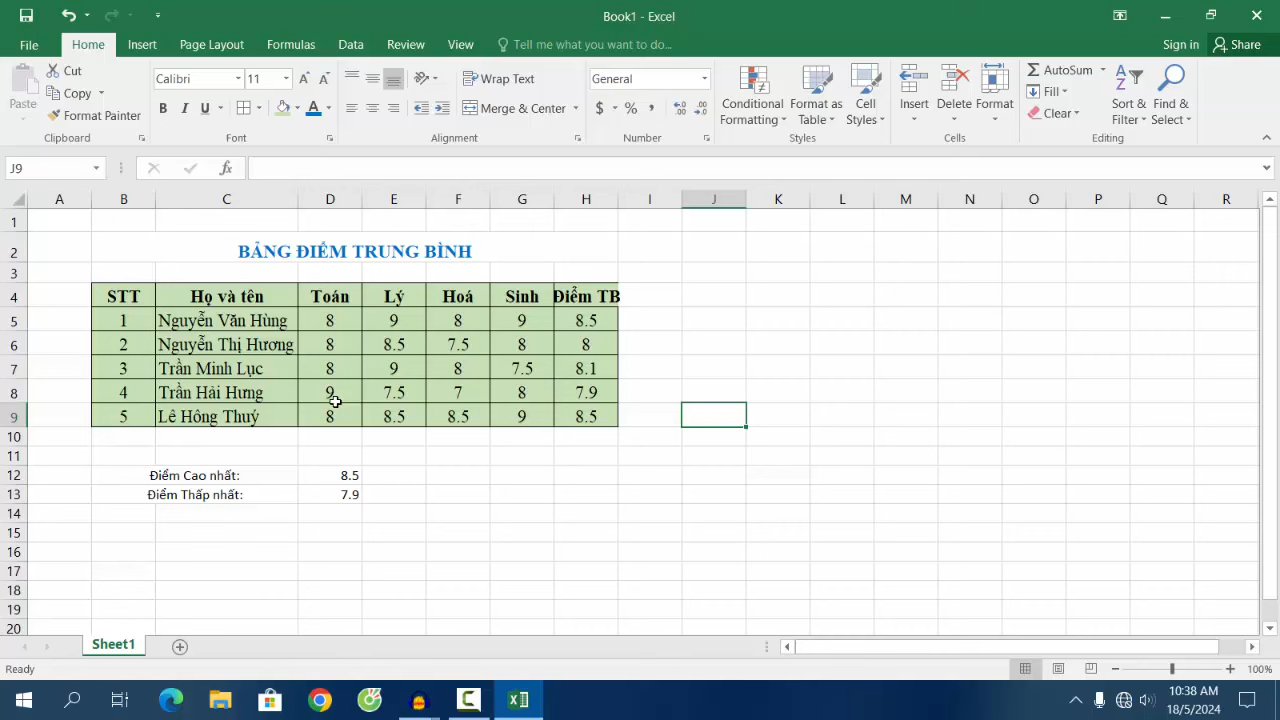 Book1 - Excel
File Home Insert Page Layout Formulas Data Review View Tell me what you want to do... Sign in Share
Paste Cut Copy Format Painter
Calibri 11 B I U A
Wrap Text
Merge & Center
General
$ % ,
Conditional Formatting Format as Table Cell Styles
Insert Delete Format
AutoSum Fill Clear
Sort & Filter Find & Select
Clipboard Font Alignment Number Styles Cells Editing
J9 fx
A B C D E F G H I J K L M N O P Q R
1
2 BẢNG ĐIỂM TRUNG BÌNH
3
4 STT Họ và tên Toán Lý Hoá Sinh Điểm TB
5 1 Nguyễn Văn Hùng 8 9 8 9 8.5
6 2 Nguyễn Thị Hương 8 8.5 7.5 8 8
7 3 Trần Minh Lục 8 9 8 7.5 8.1
8 4 Trần Hải Hưng 9 7.5 7 8 7.9
9 5 Lê Hồng Thuý 8 8.5 8.5 9 8.5
10
11
12 Điểm Cao nhất: 8.5
13 Điểm Thấp nhất: 7.9
14
15
16
17
18
19
20
Sheet1
Ready 100%
10:38 AM
18/5/2024